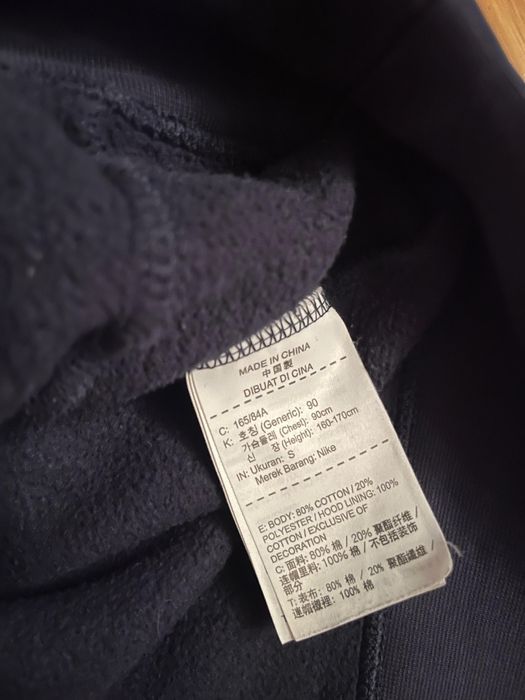 MADE IN CHINA
中国製
DIBUAT DI CINA
C: 165/84A
K: 호칭 (Generic): 90
가슴둘레 (Chest): 90cm
신 장 (Height): 160-170cm
IN: Ukuran: S
Merek Barang: Nike
E: BODY: 80% COTTON / 20%
POLYESTER / HOOD LINING: 100%
COTTON / EXCLUSIVE OF
DECORATION
C: 面料: 80% 棉 / 20% 聚酯纤维 /
连帽里料: 100% 棉 / 不包括装饰
部分
T: 表布: 80% 棉 / 20% 聚酯纖維 /
連帽襯裡: 100% 棉